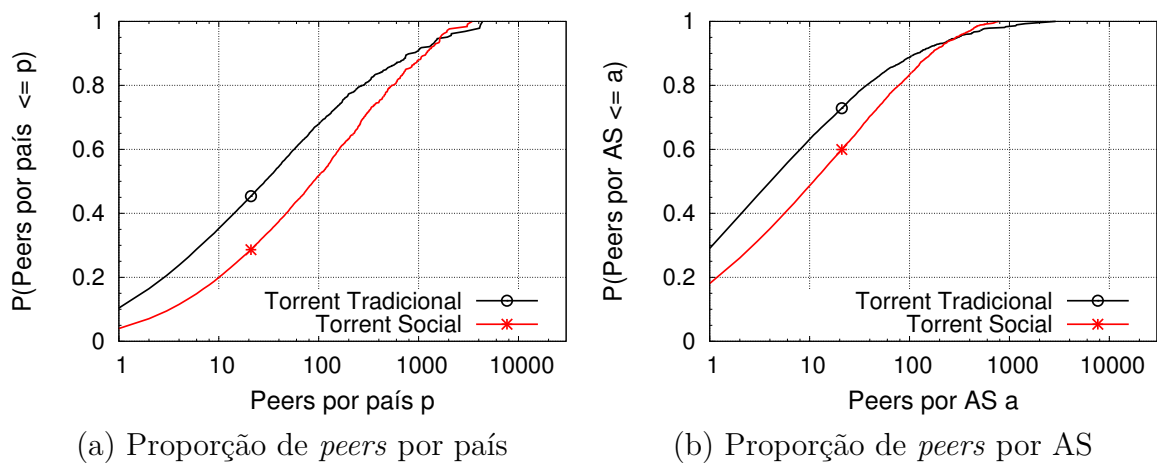 P(Peers por país <= p)
1
0.8
0.6
0.4
0.2
0
Torrent Tradicional
Torrent Social
1 10 100 1000 10000
Peers por país p
(a) Proporção de peers por país
P(Peers por AS <= a)
1
0.8
0.6
0.4
0.2
0
Torrent Tradicional
Torrent Social
1 10 100 1000 10000
Peers por AS a
(b) Proporção de peers por AS